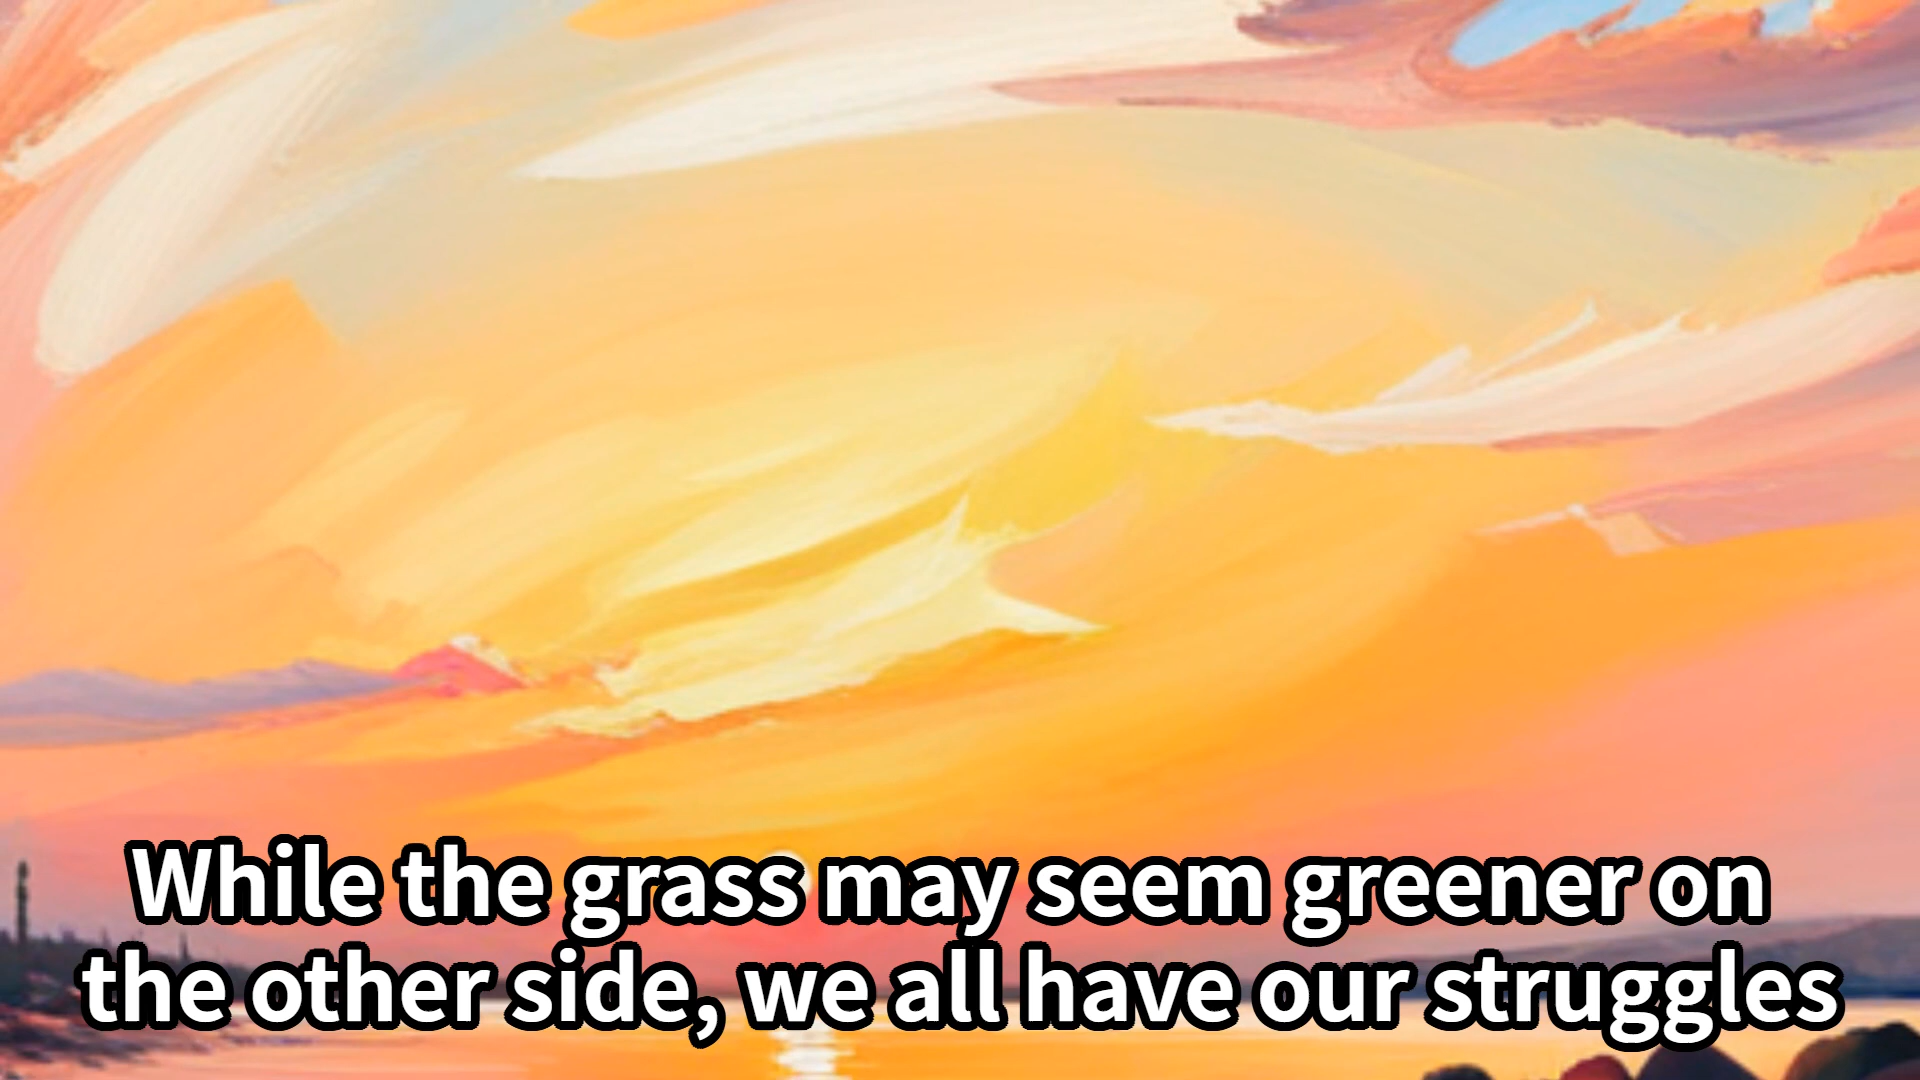 While the grass may seem greener on
the other side, we all have our struggles